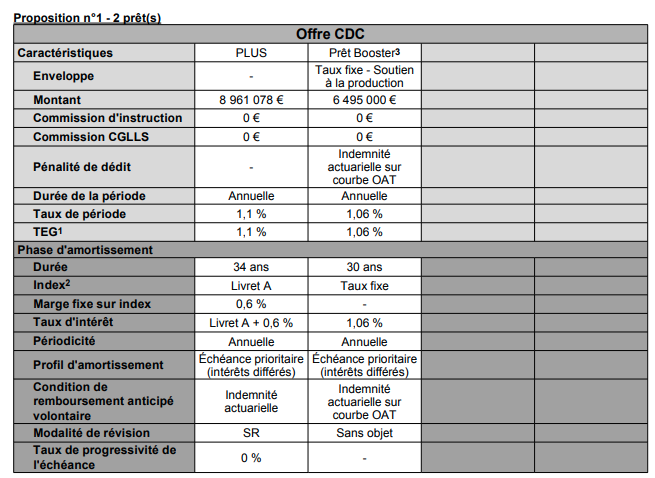 Proposition n°1 - 2 prêt(s)
Offre CDC
Caractéristiques PLUS Prêt Booster³
Enveloppe - Taux fixe - Soutien
à la production
Montant 8 961 078 € 6 495 000 €
Commission d'instruction 0 € 0 €
Commission CGLLS 0 € 0 €
Pénalité de dédit - Indemnité
actuarielle sur
courbe OAT
Durée de la période Annuelle Annuelle
Taux de période 1,1 % 1,06 %
TEG¹ 1,1 % 1,06 %
Phase d'amortissement
Durée 34 ans 30 ans
Index² Livret A Taux fixe
Marge fixe sur index 0,6 % -
Taux d'intérêt Livret A + 0,6 % 1,06 %
Périodicité Annuelle Annuelle
Profil d'amortissement Échéance prioritaire Échéance prioritaire
(intérêts différés) (intérêts différés)
Condition de
remboursement anticipé
volontaire Indemnité
actuarielle Indemnité
actuarielle sur
courbe OAT
Modalité de révision SR Sans objet
Taux de progressivité de
l'échéance 0 % -